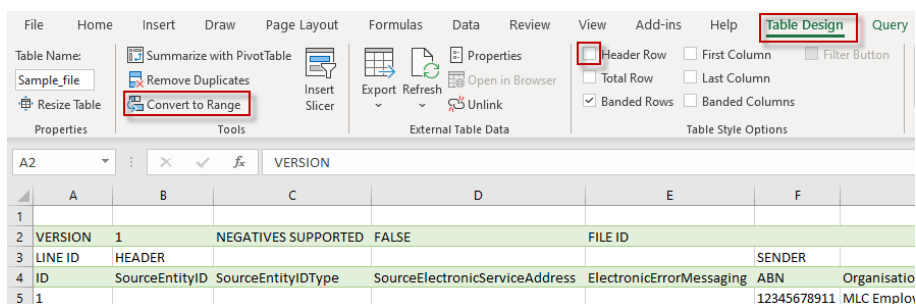 File Home Insert Draw Page Layout Formulas Data Review View Add-ins Help Table Design Query
Table Name: Summarize with PivotTable Properties Header Row First Column Filter Button
Sample_file Remove Duplicates Insert Slicer Export Refresh Open in Browser Total Row Last Column
Resize Table Convert to Range Unlink Banded Rows Banded Columns
Properties Tools External Table Data Table Style Options
A2 fx VERSION
A B C D E F
1
2 VERSION 1 NEGATIVES SUPPORTED FALSE FILE ID
3 LINE ID HEADER SENDER
4 ID SourceEntityID SourceEntityIDType SourceElectronicServiceAddress ElectronicErrorMessaging ABN Organisatio
5 1 12345678911 MLC Employ